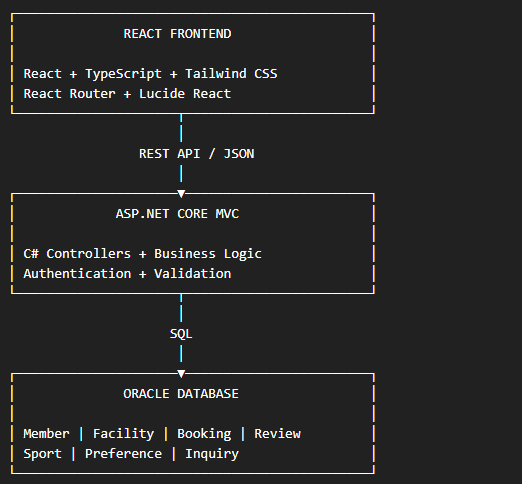 REACT FRONTEND
React + TypeScript + Tailwind CSS
React Router + Lucide React
REST API / JSON
ASP.NET CORE MVC
C# Controllers + Business Logic
Authentication + Validation
SQL
ORACLE DATABASE
Member | Facility | Booking | Review
Sport | Preference | Inquiry